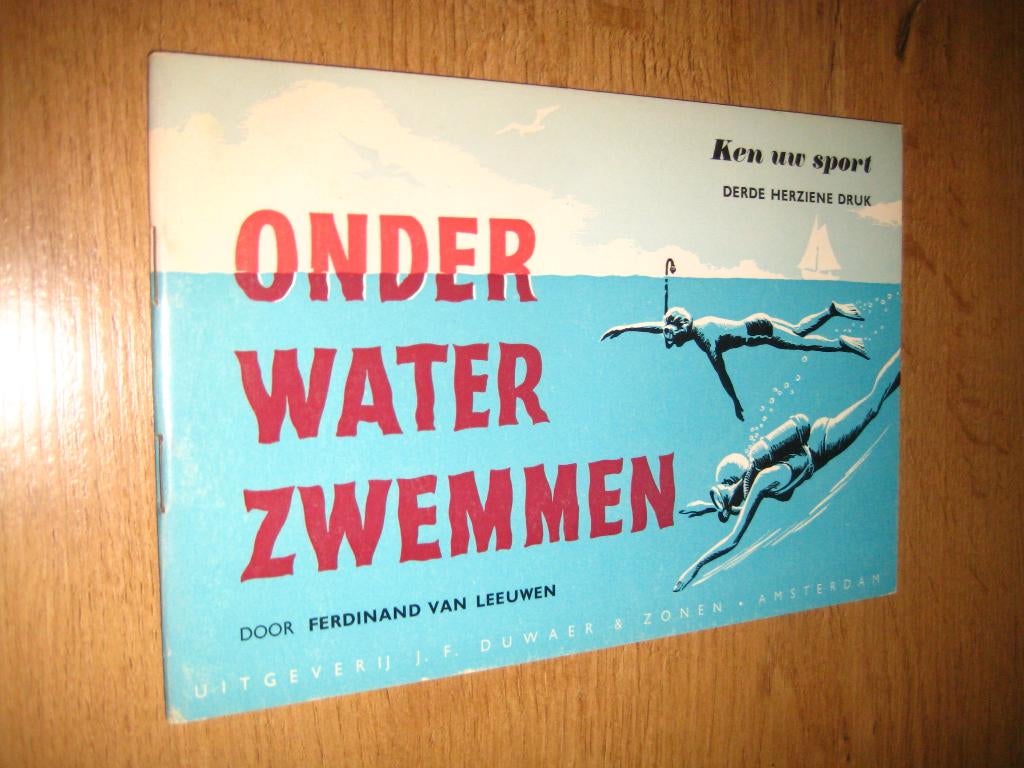 Ken uw sport
DERDE HERZIENE DRUK
ONDER
WATER
ZWEMMEN
DOOR FERDINAND VAN LEEUWEN
UITGEVERIJ J. F. DUWAER & ZONEN · AMSTERDAM